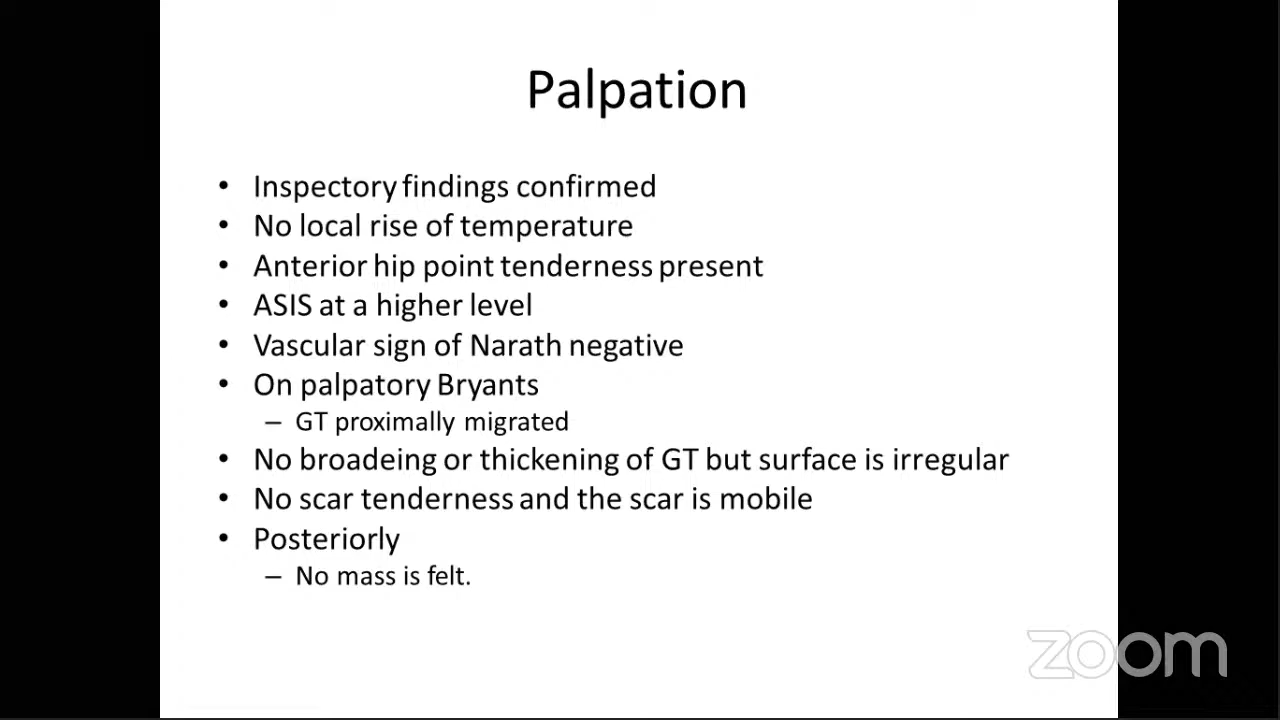 Palpation
• Inspectory findings confirmed
• No local rise of temperature
• Anterior hip point tenderness present
• ASIS at a higher level
• Vascular sign of Narath negative
• On palpatory Bryants
– GT proximally migrated
• No broadeing or thickening of GT but surface is irregular
• No scar tenderness and the scar is mobile
• Posteriorly
– No mass is felt.
zoom